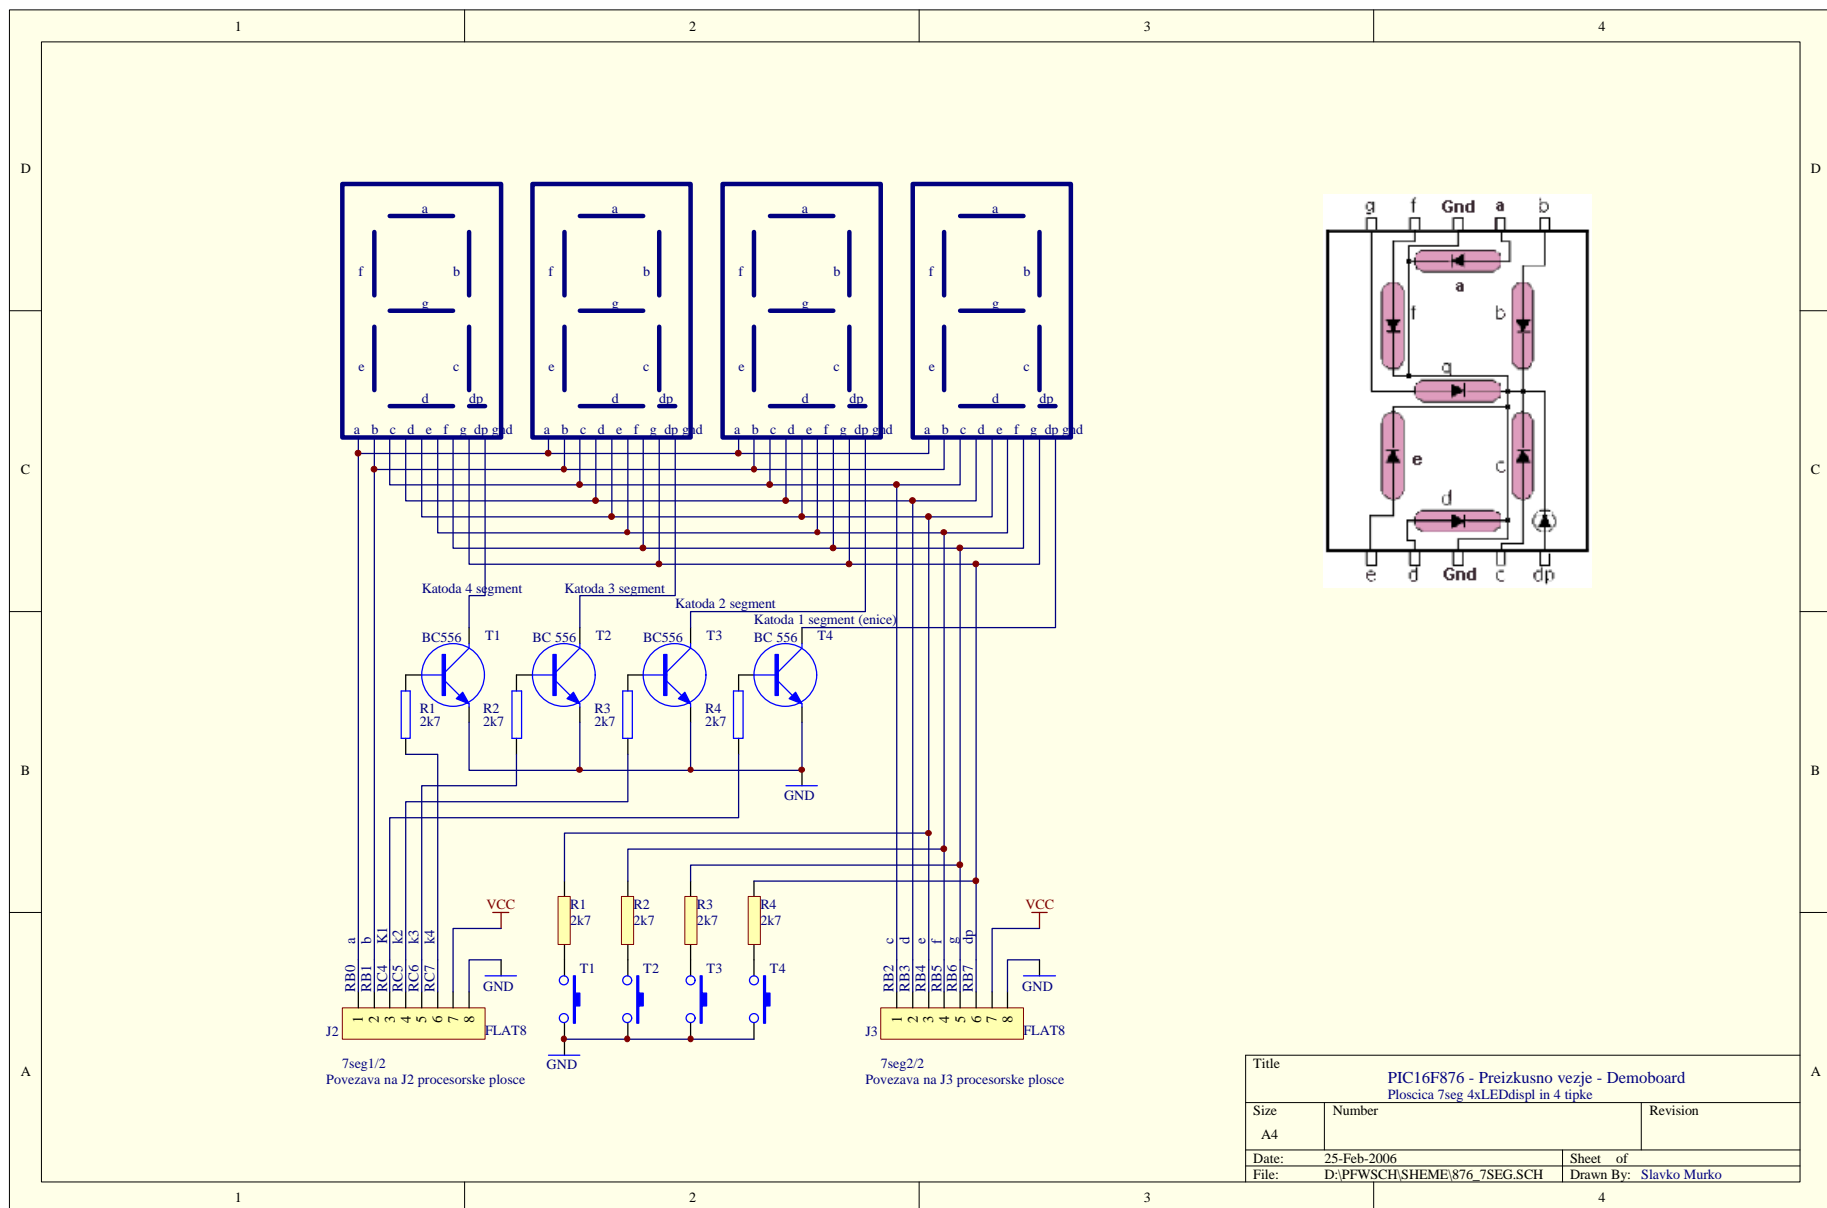 1 2 3 4
D D
a a a a
f b f b f b f b
g g g g
e c e c e c e c
d dp d dp d dp d dp
a b c d e f g dp gnd a b c d e f g dp gnd a b c d e f g dp gnd a b c d e f g dp gnd
g f Gnd a b
a
f b
g
e c
d
e d Gnd c dp
C C
Katoda 4 segment Katoda 3 segment
Katoda 2 segment
Katoda 1 segment (enice)
BC556 T1 BC 556 T2 BC556 T3 BC 556 T4
R1 R2 R3 R4
2k7 2k7 2k7 2k7
B B
GND
VCC VCC
R1 R2 R3 R4
2k7 2k7 2k7 2k7
a b K1 k2 k3 k4
RB0 RB1 RC4 RC5 RC6 RC7
c d e f g dp
RB2 RB3 RB4 RB5 RB6 RB7
T1 T2 T3 T4
GND GND
1 2 3 4 5 6 7 8
1 2 3 4 5 6 7 8
J2 FLAT8 J3 FLAT8
GND
7seg1/2 7seg2/2
Povezava na J2 procesorske plosce Povezava na J3 procesorske plosce
A A
Title
PIC16F876 - Preizkusno vezje - Demoboard
Ploscica 7seg 4xLEDdispl in 4 tipke
Size Number Revision
A4
Date: 25-Feb-2006 Sheet of
File: D:\PFWSCH\SHEME\876_7SEG.SCH Drawn By: Slavko Murko
1 2 3 4